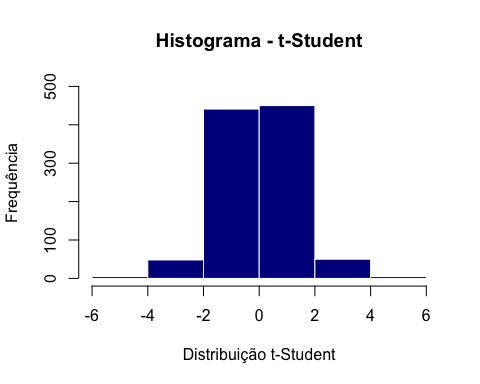 Histograma - t-Student
Frequência
500
300
100
0
-6 -4 -2 0 2 4 6
Distribuição t-Student